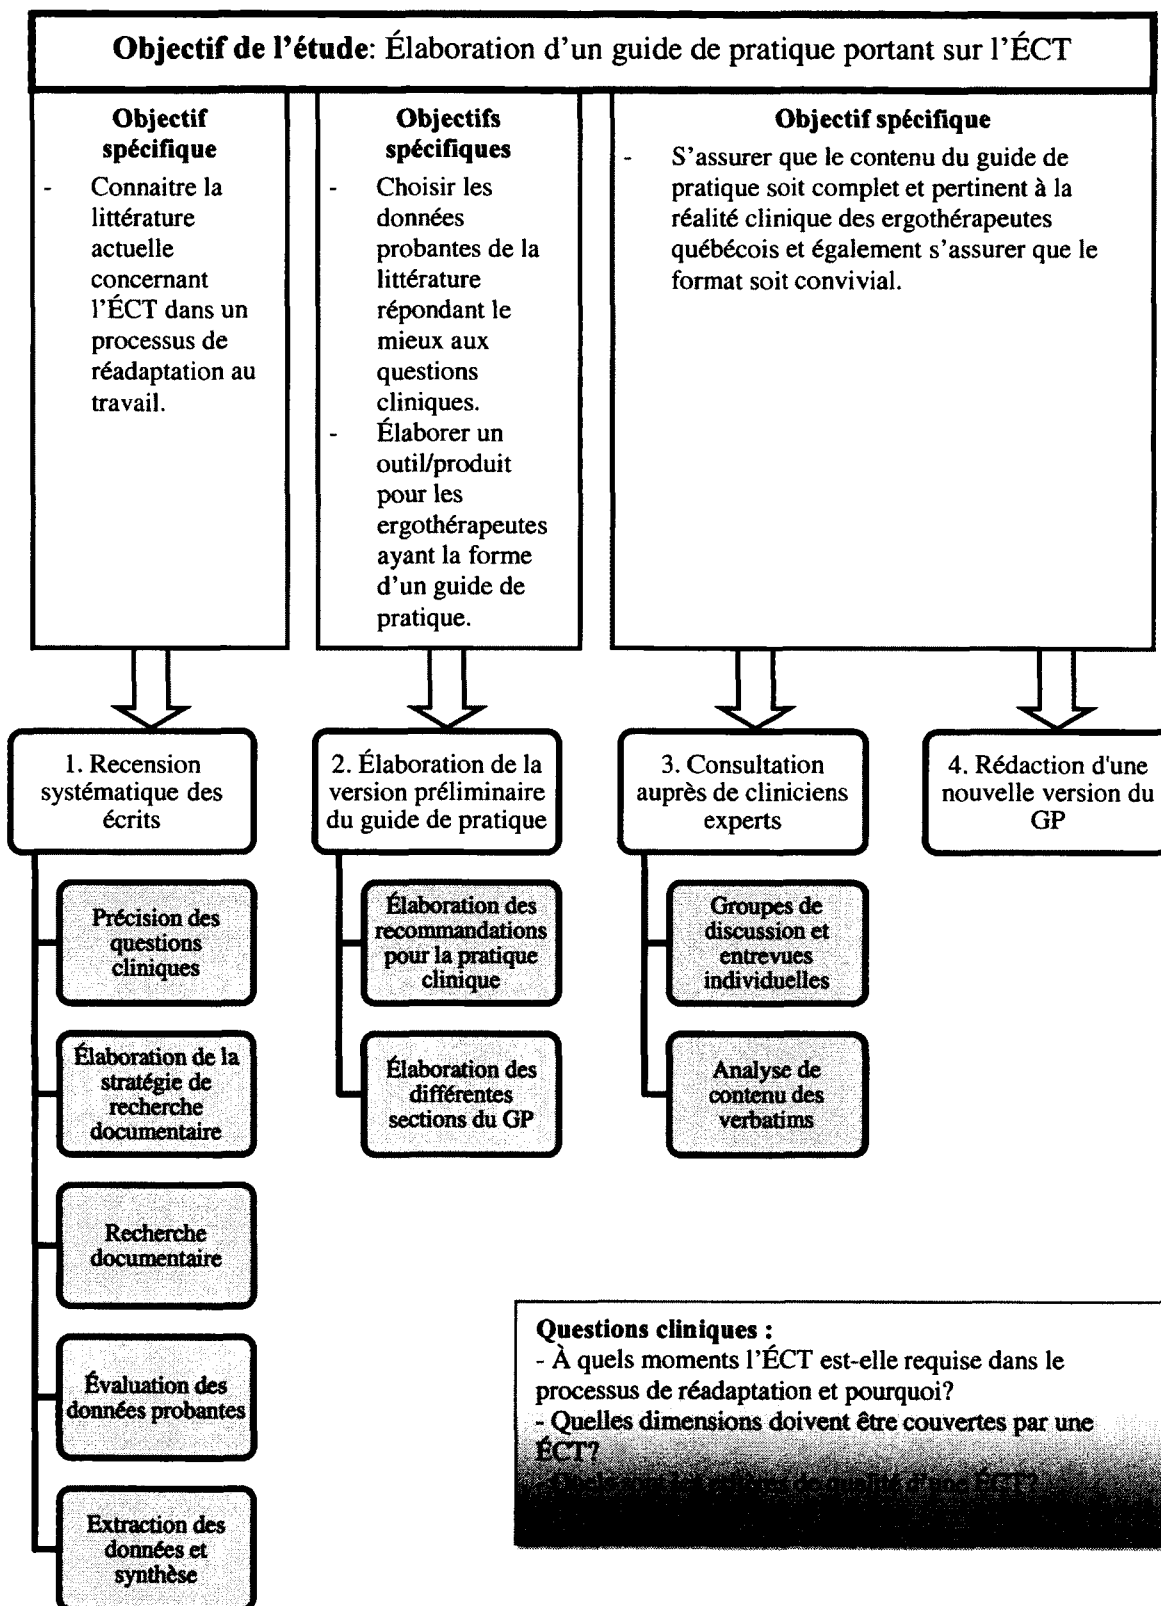 Objectif de l'étude: Élaboration d'un guide de pratique portant sur l'ÉCT
Objectif
spécifique
- Connaitre la
littérature
actuelle
concernant
l'ÉCT dans un
processus de
réadaptation au
travail.
Objectifs
spécifiques
- Choisir les
données
probantes de la
littérature
répondant le
mieux aux
questions
cliniques.
- Élaborer un
outil/produit
pour les
ergothérapeutes
ayant la forme
d'un guide de
pratique.
Objectif spécifique
- S'assurer que le contenu du guide de
pratique soit complet et pertinent à la
réalité clinique des ergothérapeutes
québécois et également s'assurer que le
format soit convivial.
1. Recension
systématique des
écrits
Précision des
questions
cliniques
Élaboration de la
stratégie de
recherche
documentaire
Recherche
documentaire
Évaluation des
données probantes
Extraction des
données et
synthèse
2. Élaboration de la
version préliminaire
du guide de pratique
Élaboration des
recommandations
pour la pratique
clinique
Élaboration des
différentes
sections du GP
3. Consultation
auprès de cliniciens
experts
Groupes de
discussion et
entrevues
individuelles
Analyse de
contenu des
verbatims
4. Rédaction d'une
nouvelle version du
GP
Questions cliniques :
- À quels moments l'ÉCT est-elle requise dans le
processus de réadaptation et pourquoi?
- Quelles dimensions doivent être couvertes par une
ÉCT?
- Quels sont les critères de qualité d'une ÉCT?